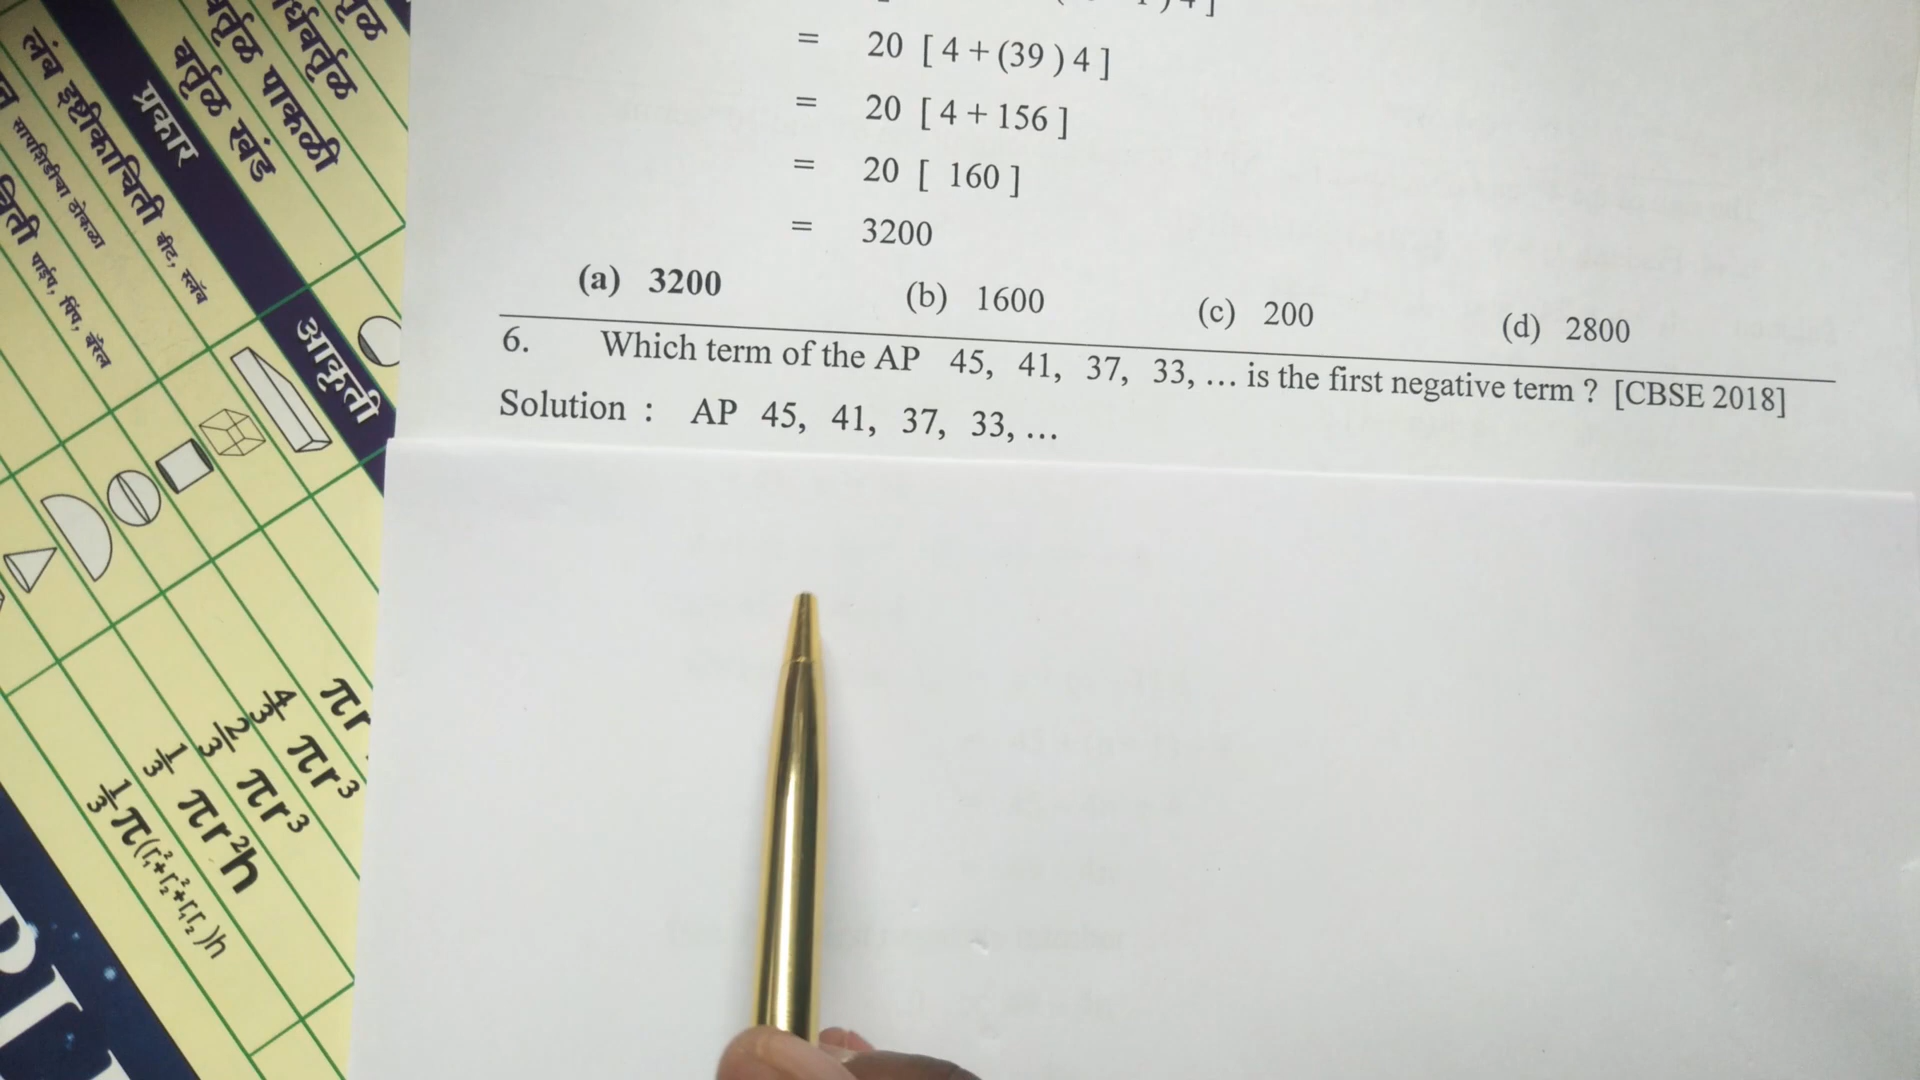 = 20 [ 4 + (39 ) 4 ]
= 20 [ 4 + 156 ]
= 20 [ 160 ]
= 3200
(a) 3200 (b) 1600 (c) 200 (d) 2800
6. Which term of the AP 45, 41, 37, 33, ... is the first negative term ? [CBSE 2018]
Solution : AP 45, 41, 37, 33, ...
वर्तुळ पाकळी
वर्तुळ खंड
प्रकार
लंब इष्टीकाचिती बीट, स्लॅब
पाईप, पिंप, बॅरल
आकृती
4/3 πr³
2/3 πr³
1/3 πr²h
1/3 π(r₁²+r₂²+r₁r₂)h